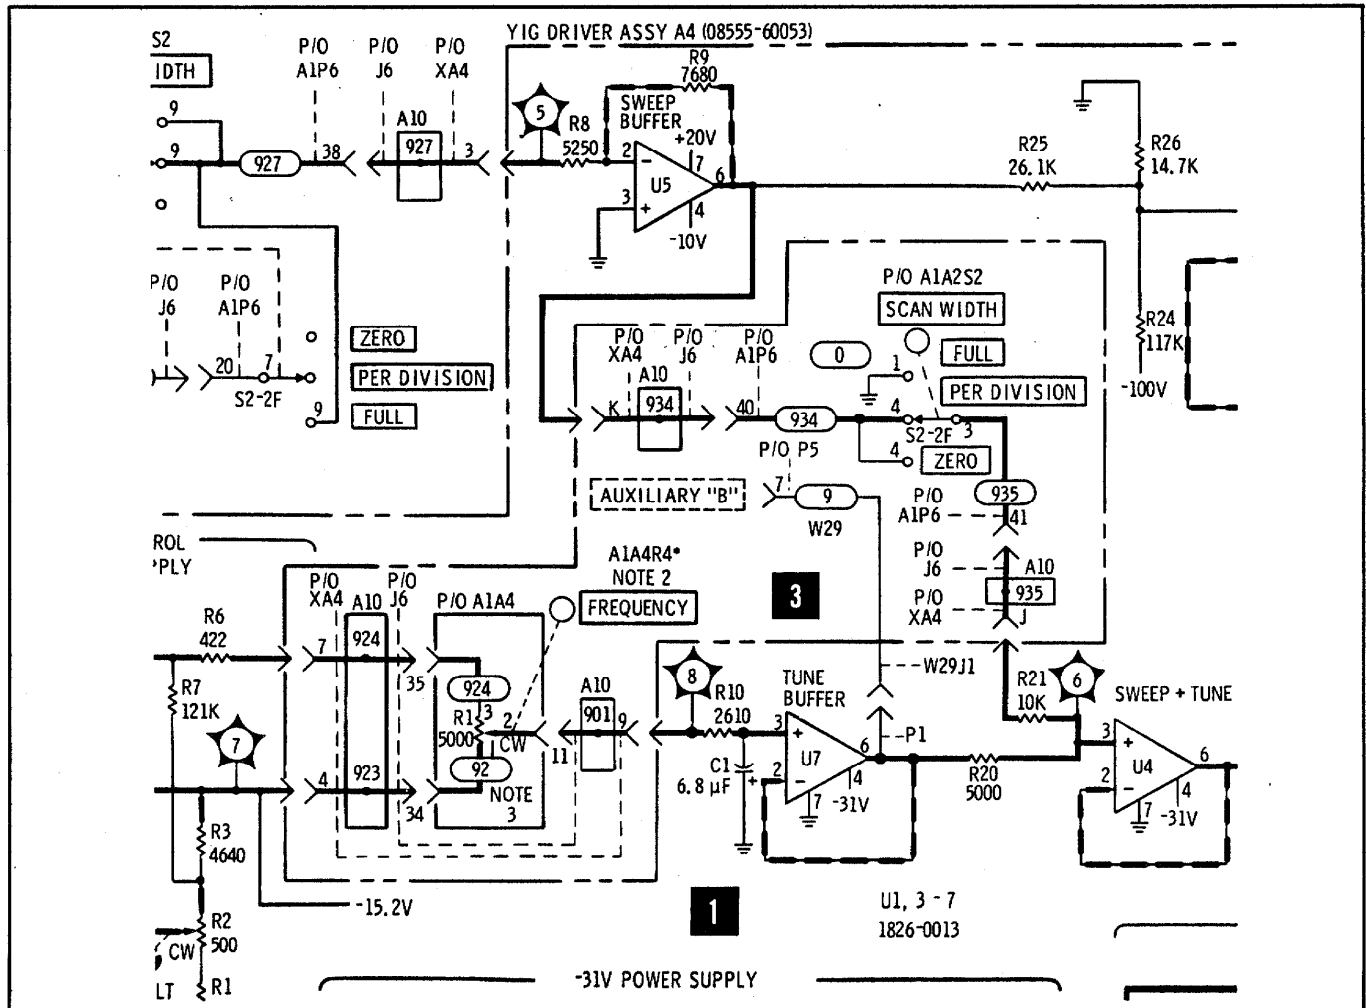 YIG DRIVER ASSY A4 (08555-60053)
S2
IDTH
P/O
A1P6
P/O
J6
P/O
XA4
A10
9
9
927
38
927
3
5
R8
5250
R9
7680
SWEEP
BUFFER
+20V
2
7
U5
6
3
4
-10V
R25
26.1K
R26
14.7K
R24
117K
-100V
P/O
J6
P/O
A1P6
20
7
S2-2F
9
ZERO
PER DIVISION
FULL
P/O A1A2S2
SCAN WIDTH
P/O
XA4
P/O
J6
P/O
A1P6
0
1
FULL
PER DIVISION
A10
K
934
40
934
4
S2-2F
3
4
ZERO
P/O P5
AUXILIARY "B"
7
9
W29
935
P/O
A1P6
41
P/O
J6
A10
935
P/O
XA4
J
ROL
PLY
A1A4R4*
NOTE 2
FREQUENCY
3
P/O
XA4
A10
P/O
J6
P/O A1A4
R6
422
7
924
35
924
R7
121K
7
R1
5000
3
2
CW
A10
901
9
11
92
NOTE
3
4
923
34
R3
4640
-15.2V
R2
500
CW
R1
LT
8
R10
2610
TUNE
BUFFER
W29J1
P1
3
+
U7
6
2
-
4
-31V
7
C1
6.8 µF
+
R21
10K
6
SWEEP + TUNE
R20
5000
3
+
U4
6
2
-
4
-31V
7
1
U1, 3 - 7
1826-0013
-31V POWER SUPPLY